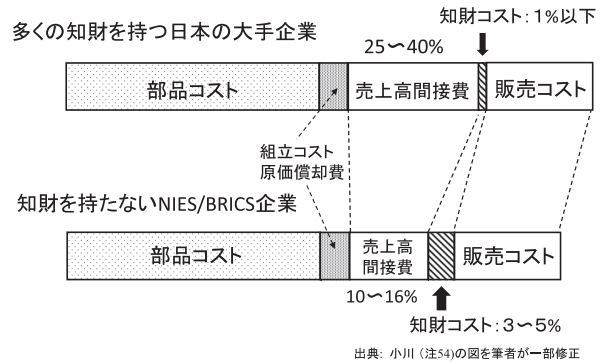 知財コスト：1%以下
多くの知財を持つ日本の大手企業
25～40%
部品コスト
売上高間接費
販売コスト
組立コスト
原価償却費
知財を持たないNIES/BRICS企業
部品コスト
売上高
間接費
販売コスト
10～16%
知財コスト：3～5%
出典: 小川 (注54)の図を筆者が一部修正